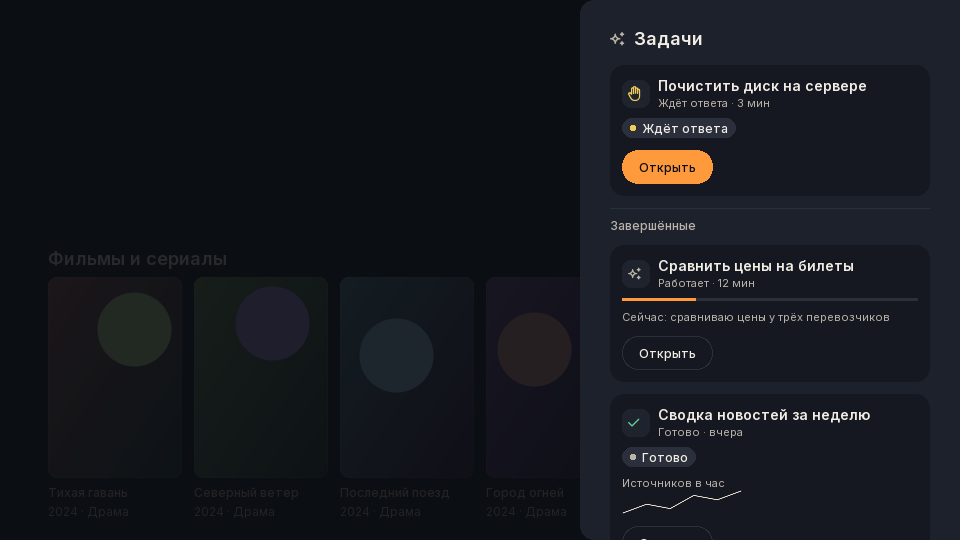 Фильмы и сериалы
Тихая гавань
2024 · Драма
Северный ветер
2024 · Драма
Последний поезд
2024 · Драма
Город огней
2024 · Драма
Задачи
Почистить диск на сервере
Ждёт ответа · 3 мин
Ждёт ответа
Открыть
Завершённые
Сравнить цены на билеты
Работает · 12 мин
Сейчас: сравниваю цены у трёх перевозчиков
Открыть
Сводка новостей за неделю
Готово · вчера
Готово
Источников в час